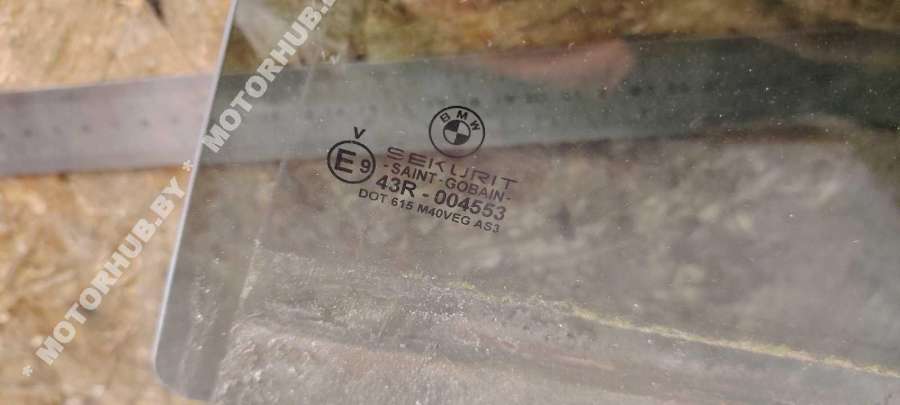 BMW
V
E9
SEKURIT
- SAINT - GOBAIN -
43R - 004553
DOT 615 M40VEG AS3
* MOTORHUB.BY * MOTORHUB.BY *